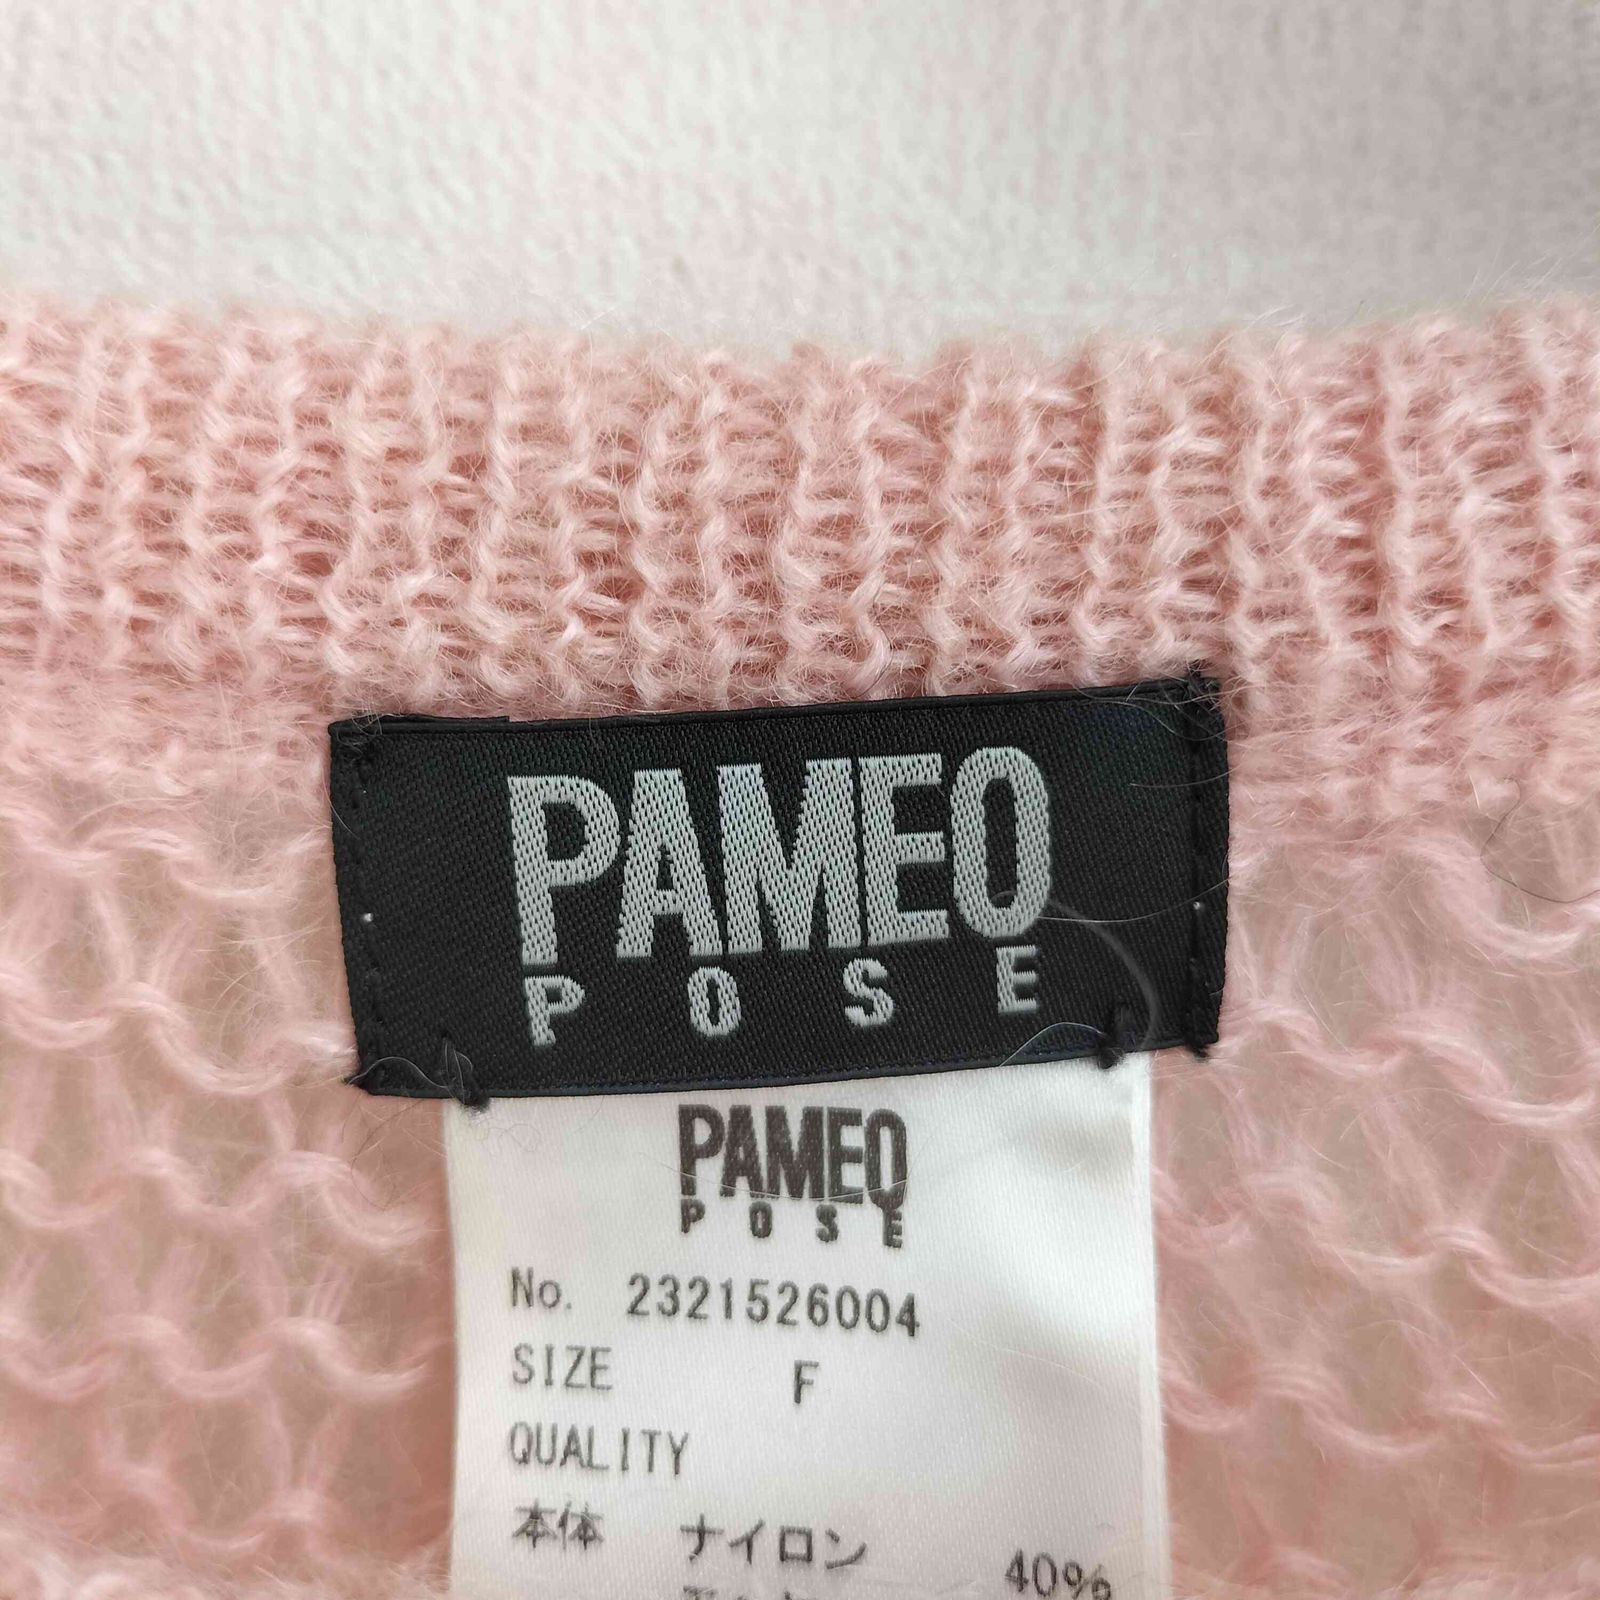 PAMEO
POSE
PAMEO
POSE
No. 2321526004
SIZE F
QUALITY
本体 ナイロン 40%